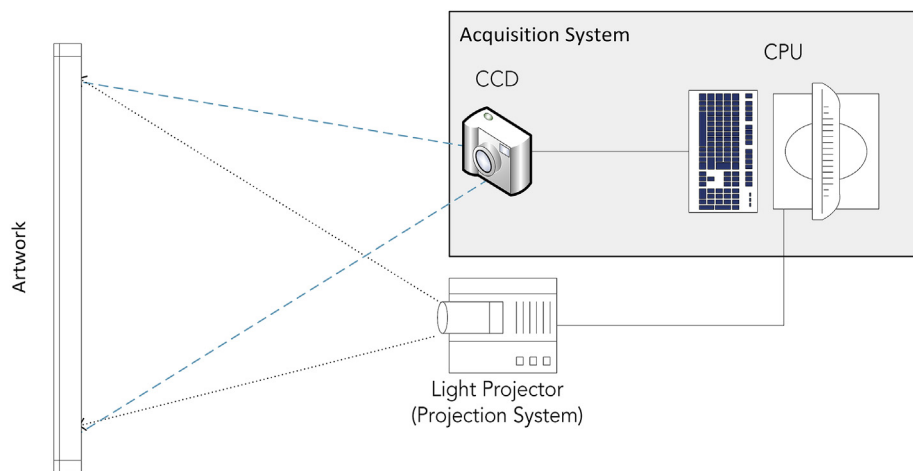 Acquisition System
CPU
CCD
Artwork
Light Projector
(Projection System)